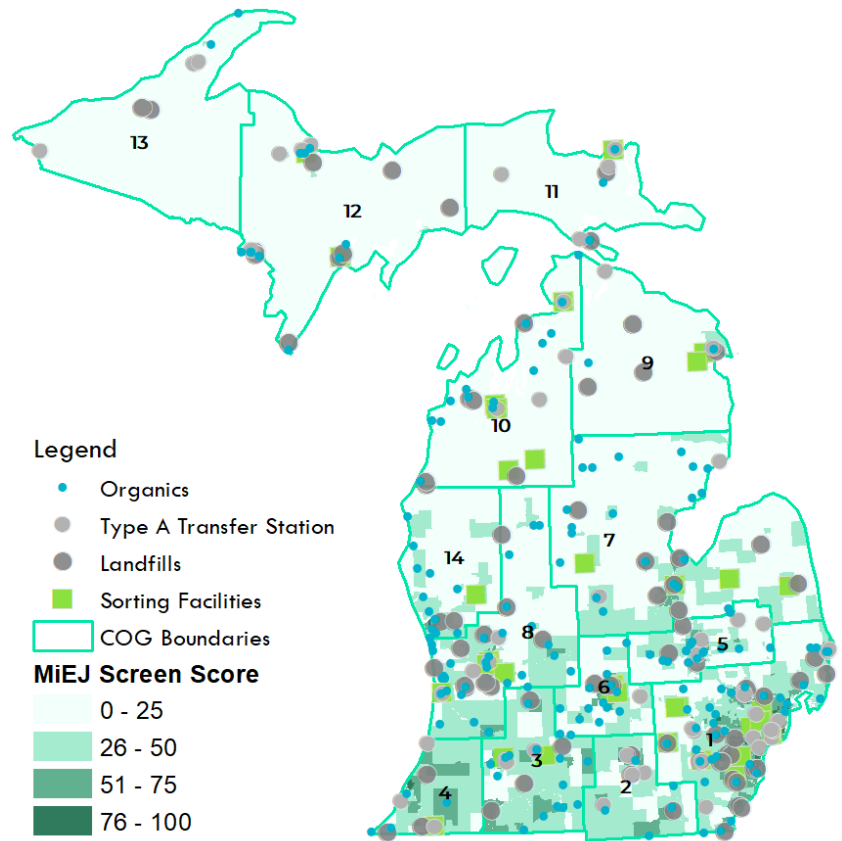 13
12
11
9
10
Legend
Organics
Type A Transfer Station
Landfills
Sorting Facilities
COG Boundaries
MiEJ Screen Score
0 - 25
26 - 50
51 - 75
76 - 100
7
14
8
5
6
1
3
2
4